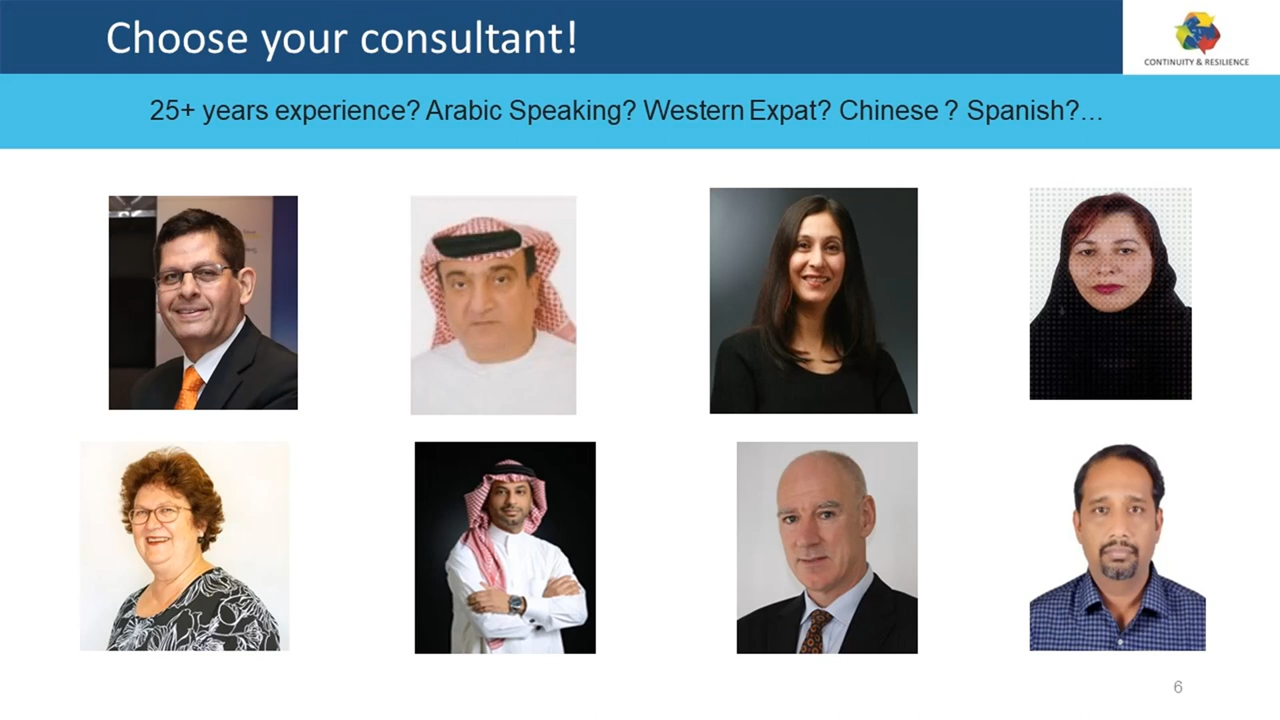 Choose your consultant!
CONTINUITY & RESILIENCE
25+ years experience? Arabic Speaking? Western Expat? Chinese ? Spanish?...
6